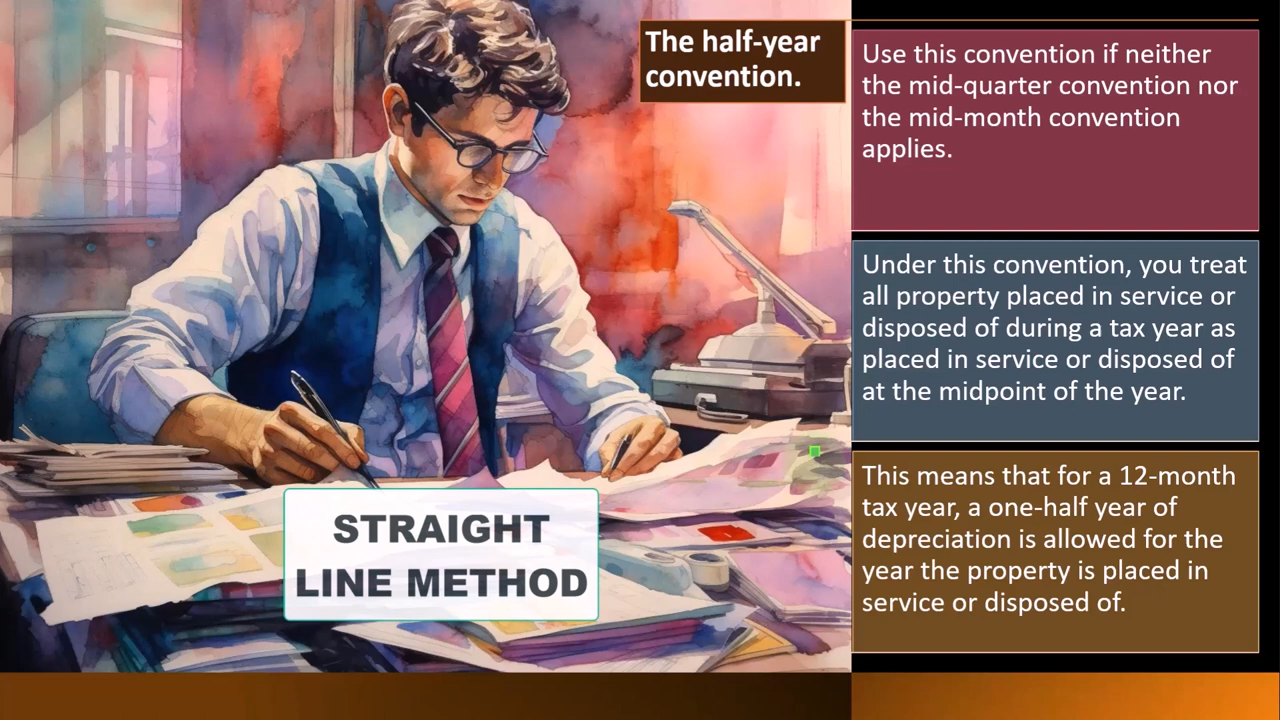 The half-year
convention.
Use this convention if neither
the mid-quarter convention nor
the mid-month convention
applies.
Under this convention, you treat
all property placed in service or
disposed of during a tax year as
placed in service or disposed of
at the midpoint of the year.
This means that for a 12-month
tax year, a one-half year of
depreciation is allowed for the
year the property is placed in
service or disposed of.
STRAIGHT
LINE METHOD